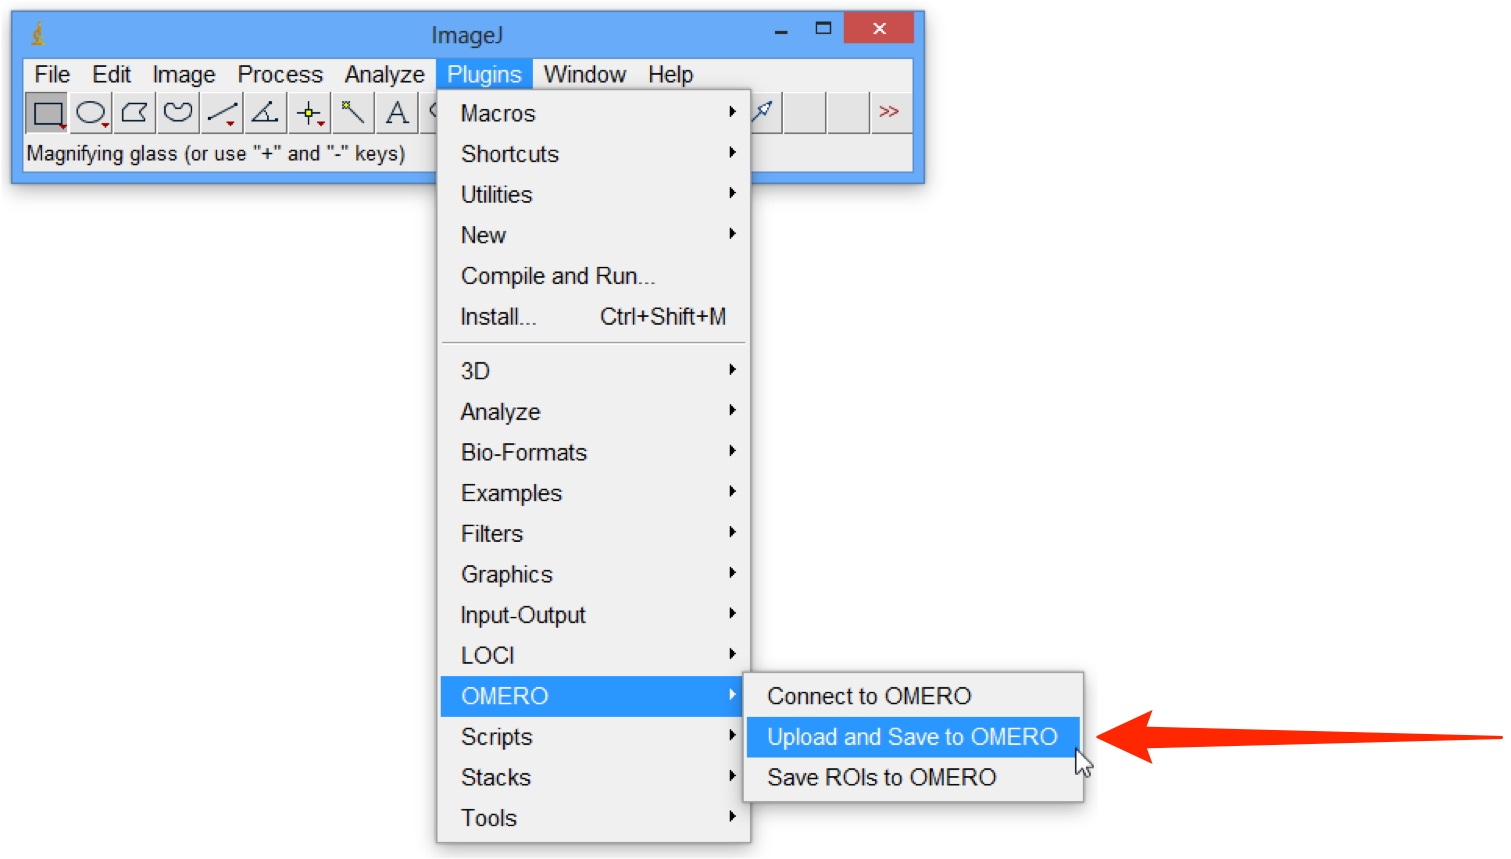 ImageJ
File Edit Image Process Analyze Plugins Window Help
A >>
Magnifying glass (or use "+" and "-" keys)
Macros
Shortcuts
Utilities
New
Compile and Run...
Install... Ctrl+Shift+M
3D
Analyze
Bio-Formats
Examples
Filters
Graphics
Input-Output
LOCI
OMERO
Connect to OMERO
Upload and Save to OMERO
Save ROIs to OMERO
Scripts
Stacks
Tools